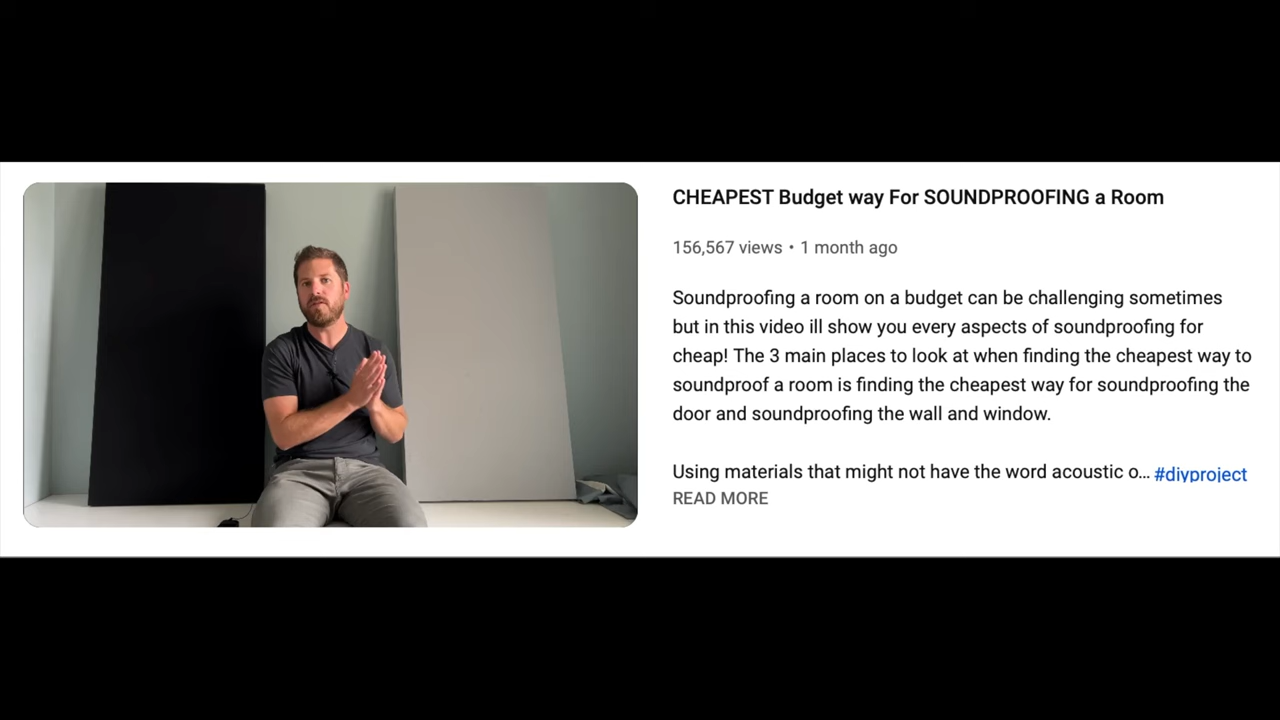 CHEAPEST Budget way For SOUNDPROOFING a Room
156,567 views • 1 month ago
Soundproofing a room on a budget can be challenging sometimes
but in this video ill show you every aspects of soundproofing for
cheap! The 3 main places to look at when finding the cheapest way to
soundproof a room is finding the cheapest way for soundproofing the
door and soundproofing the wall and window.
Using materials that might not have the word acoustic o... #diyproject
READ MORE